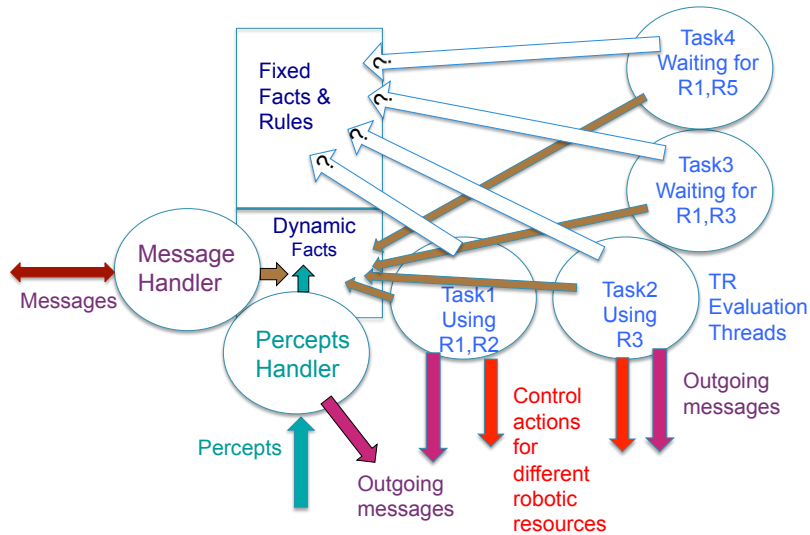 Fixed
Facts &
Rules
?
?
?
?
Task4
Waiting for
R1,R5
Task3
Waiting for
R1,R3
Dynamic
Facts
Message
Handler
Messages
Task1
Using
R1,R2
Task2
Using
R3
TR
Evaluation
Threads
Percepts
Handler
Percepts
Outgoing
messages
Control
actions
for
different
robotic
resources
Outgoing
messages